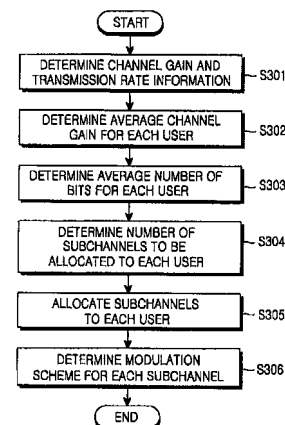 START
DETERMINE CHANNEL GAIN AND
TRANSMISSION RATE INFORMATION
S301
DETERMINE AVERAGE CHANNEL
GAIN FOR EACH USER
S302
DETERMINE AVERAGE NUMBER OF
BITS FOR EACH USER
S303
DETERMINE NUMBER OF
SUBCHANNELS TO BE
ALLOCATED TO EACH USER
S304
ALLOCATE SUBCHANNELS
TO EACH USER
S305
DETERMINE MODULATION
SCHEME FOR EACH SUBCHANNEL
S306
END